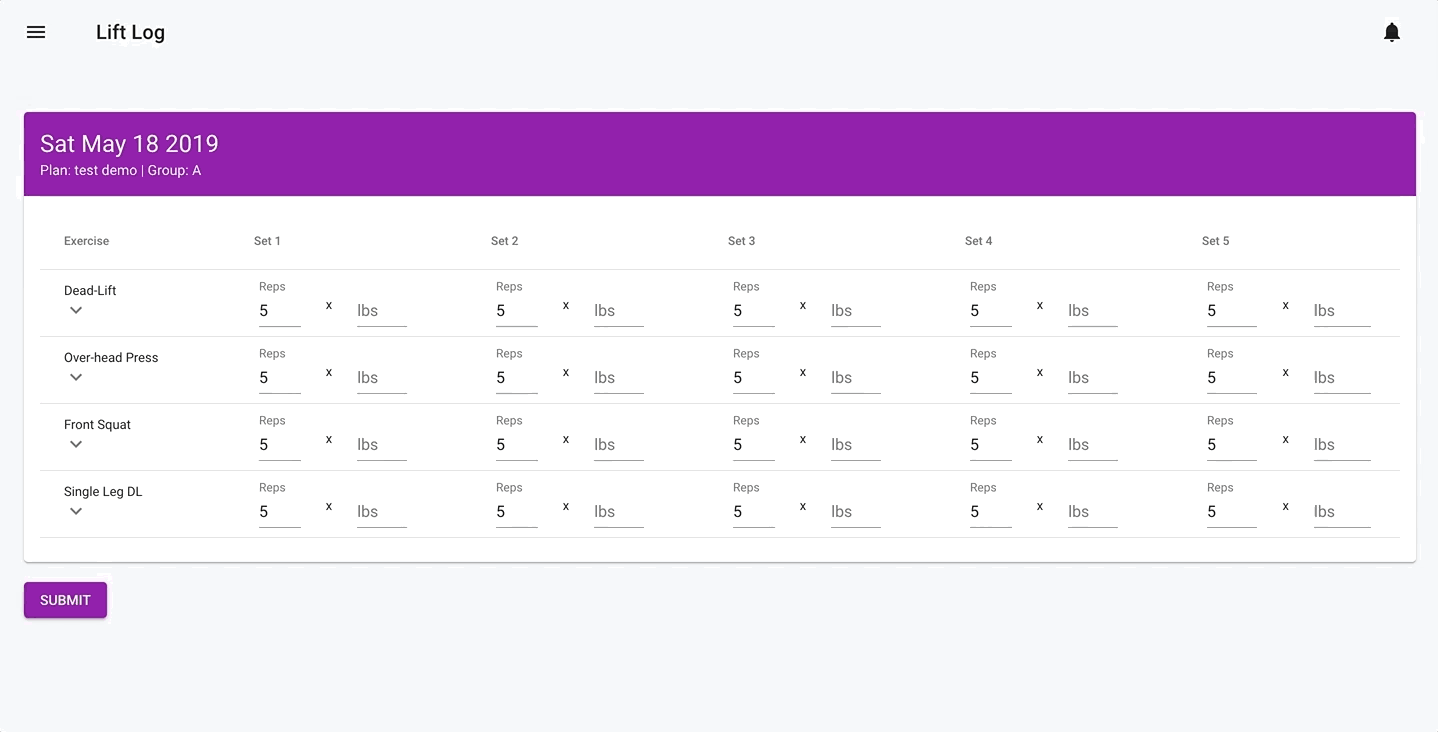 Lift Log
Sat May 18 2019
Plan: test demo | Group: A
Exercise Set 1 Set 2 Set 3 Set 4 Set 5
Reps Reps Reps Reps Reps
Dead-Lift
5 x lbs 5 x lbs 5 x lbs 5 x lbs 5 x lbs
Reps Reps Reps Reps Reps
Over-head Press
5 x lbs 5 x lbs 5 x lbs 5 x lbs 5 x lbs
Reps Reps Reps Reps Reps
Front Squat
5 x lbs 5 x lbs 5 x lbs 5 x lbs 5 x lbs
Reps Reps Reps Reps Reps
Single Leg DL
5 x lbs 5 x lbs 5 x lbs 5 x lbs 5 x lbs
SUBMIT